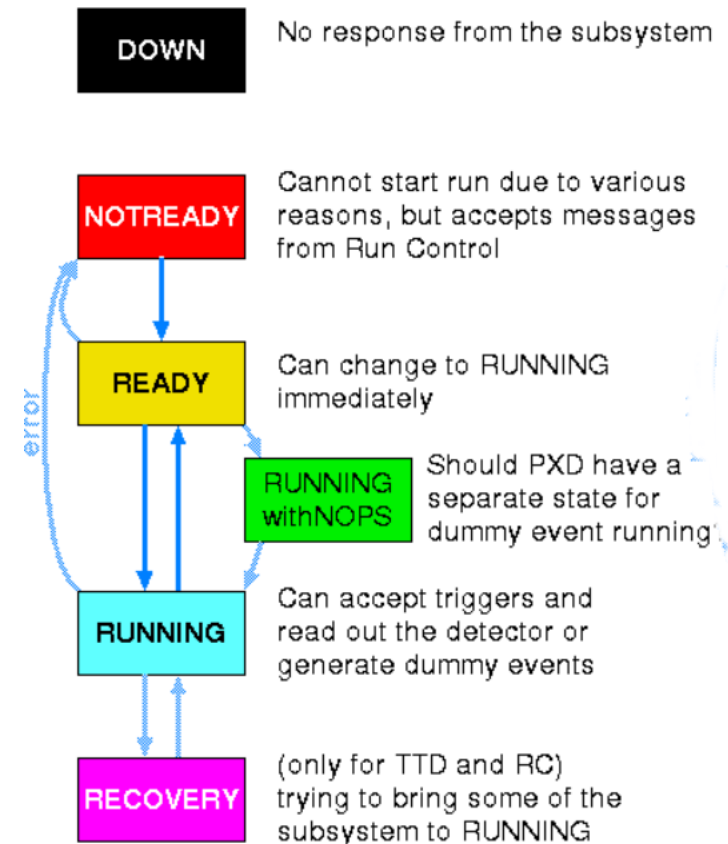 DOWN
No response from the subsystem
NOTREADY
Cannot start run due to various
reasons, but accepts messages
from Run Control
error
READY
Can change to RUNNING
immediately
RUNNING
withNOPS
Should PXD have a
separate state for
dummy event running
RUNNING
Can accept triggers and
read out the detector or
generate dummy events
RECOVERY
(only for TTD and RC)
trying to bring some of the
subsystem to RUNNING